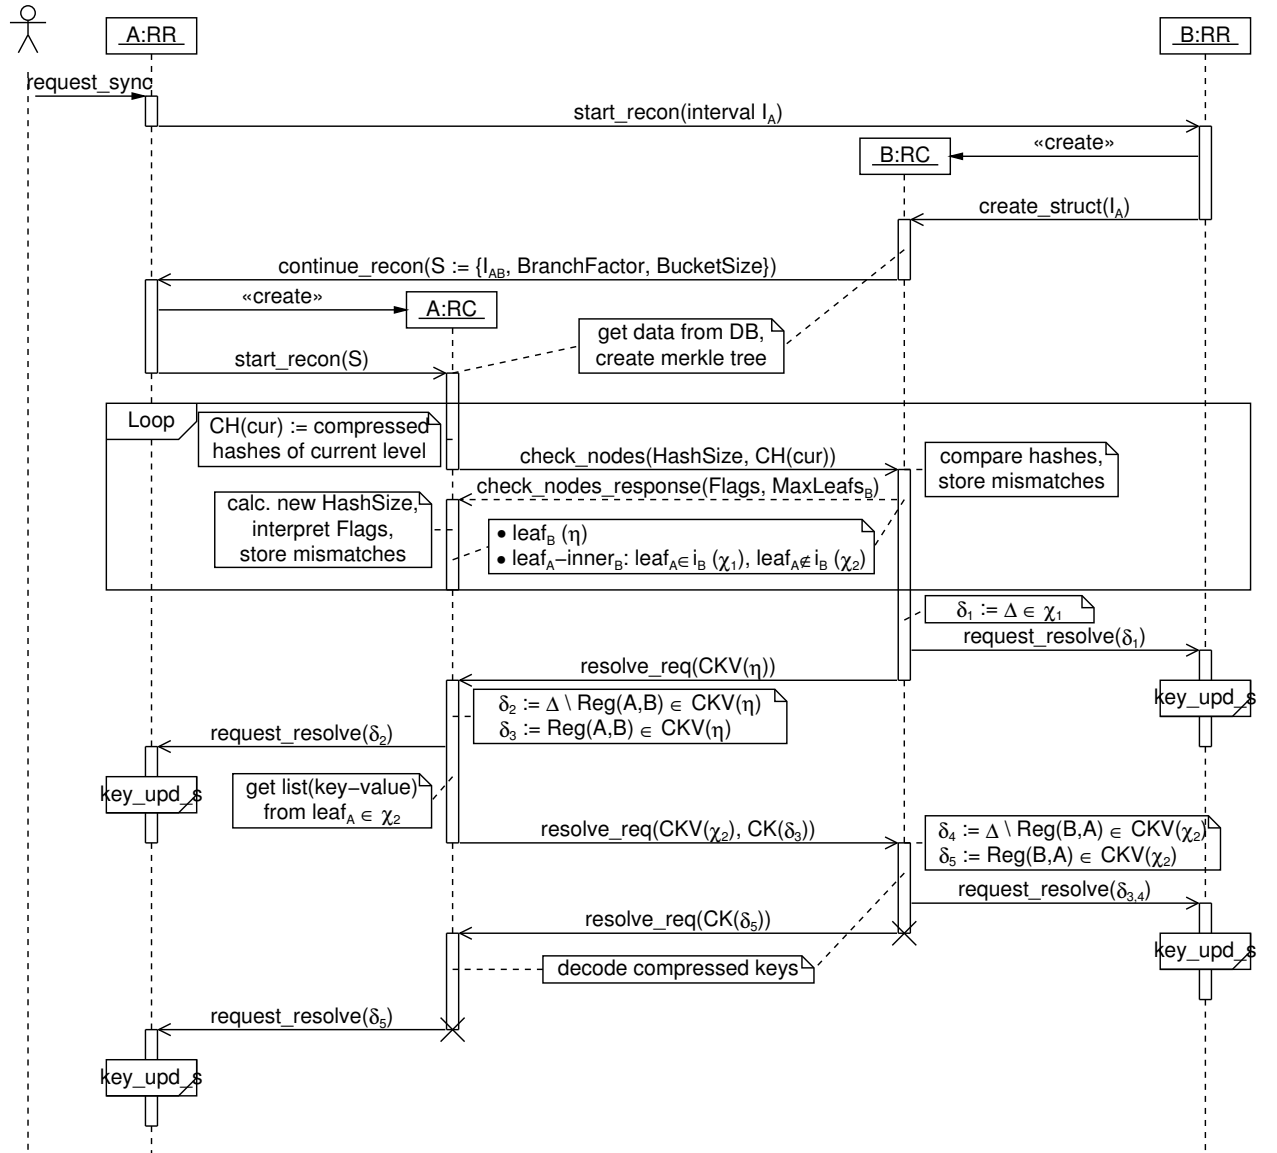 A:RR
B:RR
request_sync
start_recon(interval I_A)
B:RC
«create»
create_struct(I_A)
continue_recon(S := {I_AB, BranchFactor, BucketSize})
«create»
A:RC
get data from DB,
create merkle tree
start_recon(S)
Loop
CH(cur) := compressed
hashes of current level
check_nodes(HashSize, CH(cur))
compare hashes,
store mismatches
check_nodes_response(Flags, MaxLeafs_B)
calc. new HashSize,
interpret Flags,
store mismatches
• leaf_B (η)
• leaf_A−inner_B: leaf_A∈ i_B (χ₁), leaf_A∉ i_B (χ₂)
δ₁ := Δ ∈ χ₁
request_resolve(δ₁)
resolve_req(CKV(η))
key_upd_s
δ₂ := Δ \ Reg(A,B) ∈ CKV(η)
δ₃ := Reg(A,B) ∈ CKV(η)
request_resolve(δ₂)
key_upd_s
get list(key−value)
from leaf_A ∈ χ₂
resolve_req(CKV(χ₂), CK(δ₃))
δ₄ := Δ \ Reg(B,A) ∈ CKV(χ₂)
δ₅ := Reg(B,A) ∈ CKV(χ₂)
request_resolve(δ₃,₄)
resolve_req(CK(δ₅))
key_upd_s
decode compressed keys
request_resolve(δ₅)
key_upd_s